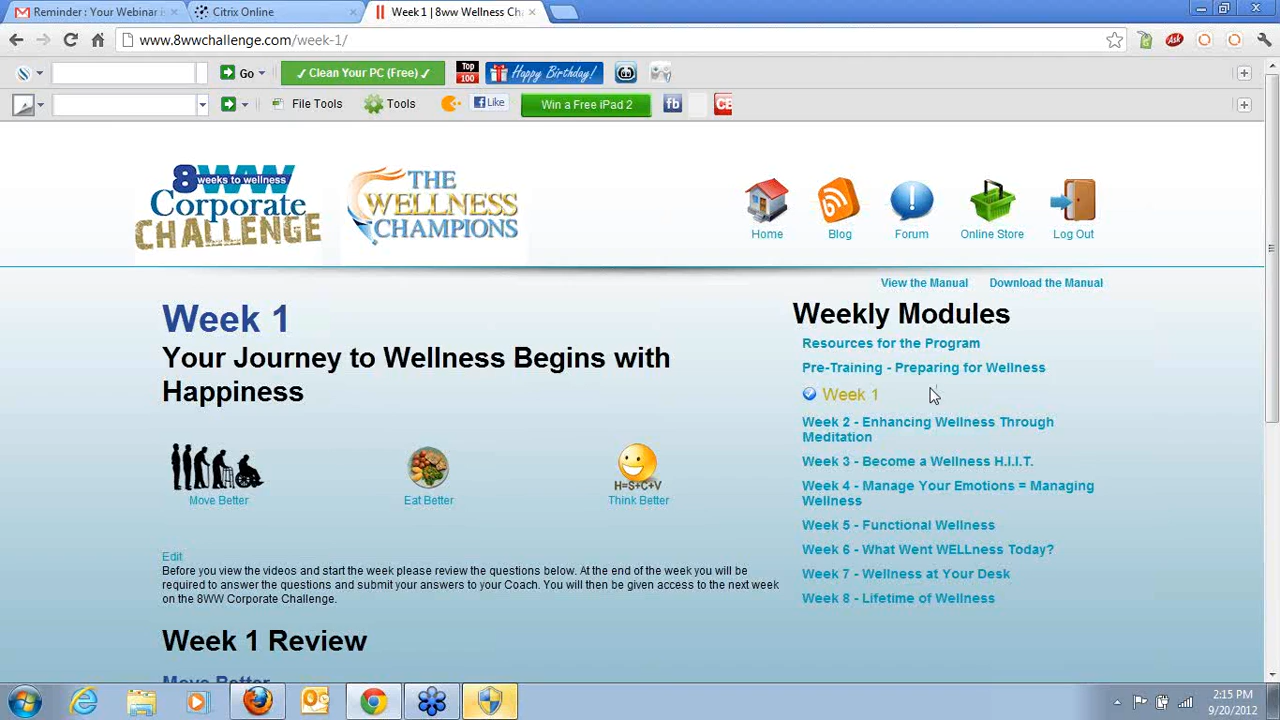 Reminder : Your Webinar i
Citrix Online
Week 1 | 8ww Wellness Ch
www.8wwchallenge.com/week-1/
Ask
Go
✓ Clean Your PC (Free) ✓
Top 100
Happy Birthday!
File Tools
Tools
Like
Win a Free iPad 2
fb
8WW
weeks to wellness
Corporate
CHALLENGE
THE
WELLNESS
CHAMPIONS
Home
Blog
Forum
Online Store
Log Out
View the Manual
Download the Manual
Week 1
Your Journey to Wellness Begins with
Happiness
H=S+C+V
Move Better
Eat Better
Think Better
Edit
Before you view the videos and start the week please review the questions below. At the end of the week you will be
required to answer the questions and submit your answers to your Coach. You will then be given access to the next week
on the 8WW Corporate Challenge.
Week 1 Review
Move Better
Weekly Modules
Resources for the Program
Pre-Training - Preparing for Wellness
Week 1
Week 2 - Enhancing Wellness Through
Meditation
Week 3 - Become a Wellness H.I.I.T.
Week 4 - Manage Your Emotions = Managing
Wellness
Week 5 - Functional Wellness
Week 6 - What Went WELLness Today?
Week 7 - Wellness at Your Desk
Week 8 - Lifetime of Wellness
2:15 PM
9/20/2012